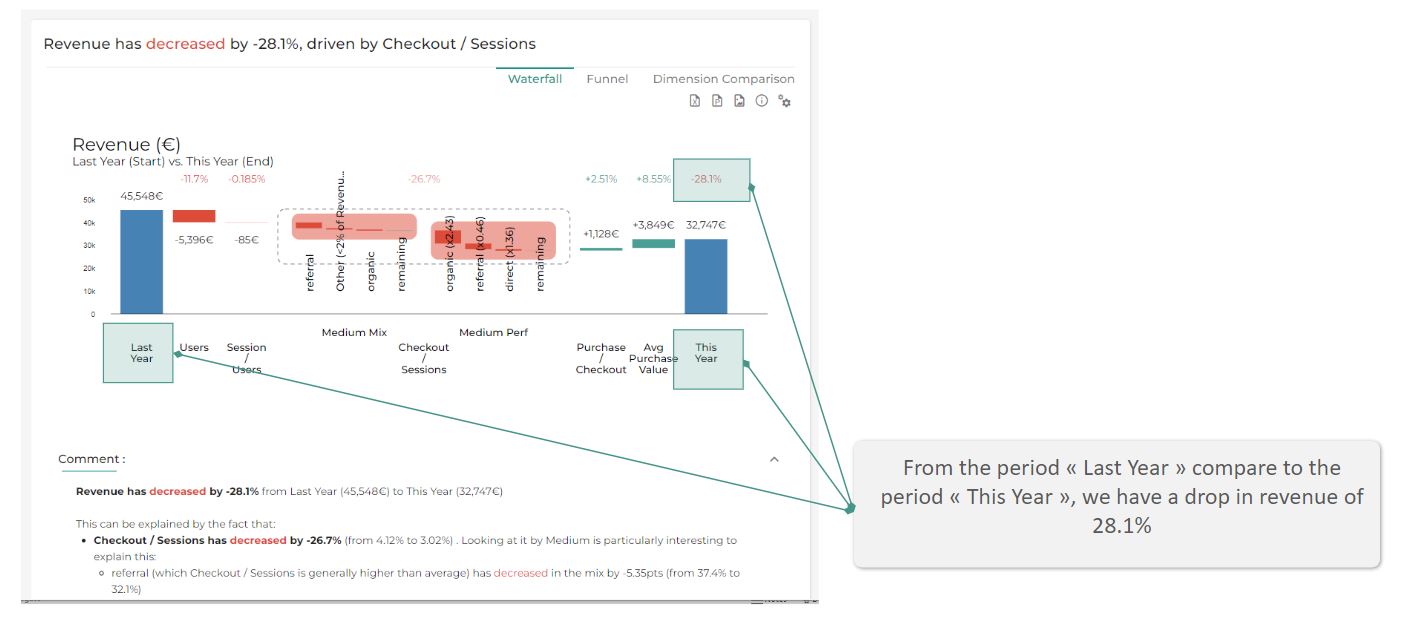 Revenue has decreased by -28.1%, driven by Checkout / Sessions
Waterfall Funnel Dimension Comparison
Revenue (€)
Last Year (Start) vs. This Year (End)
-11.7% -0.185% -26.7% +2.51% +8.55% -28.1%
50k
40k
30k
20k
10k
0
45,548€
-5,396€
-85€
referral
Other (<2% of Revenu...
organic
remaining
organic (x2.43)
referral (x0.46)
direct (x1.36)
remaining
+1,128€
+3,849€
32,747€
Medium Mix
Medium Perf
Last
Year
Users
Session
/
Users
Checkout
/
Sessions
Purchase
/
Checkout
Avg
Purchase
Value
This
Year
From the period « Last Year » compare to the
period « This Year », we have a drop in revenue of
28.1%
Comment :
Revenue has decreased by -28.1% from Last Year (45,548€) to This Year (32,747€)
This can be explained by the fact that:
• Checkout / Sessions has decreased by -26.7% (from 4.12% to 3.02%) . Looking at it by Medium is particularly interesting to
explain this:
referral (which Checkout / Sessions is generally higher than average) has decreased in the mix by -5.35pts (from 37.4% to
32.1%)